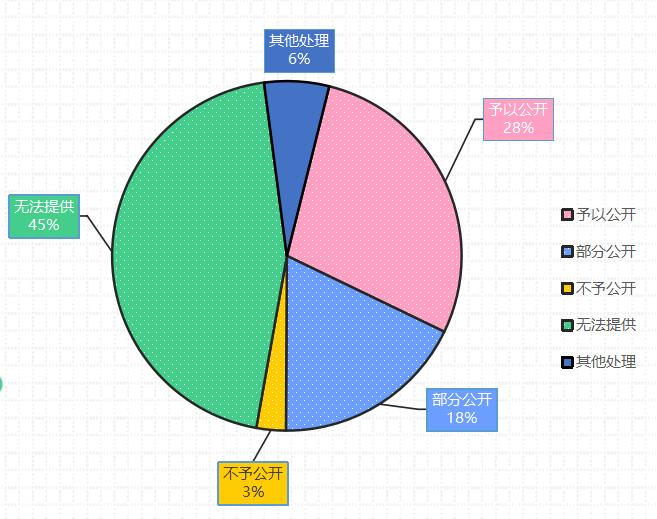 其他处理
6%
予以公开
28%
无法提供
45%
予以公开
部分公开
不予公开
无法提供
其他处理
部分公开
18%
不予公开
3%